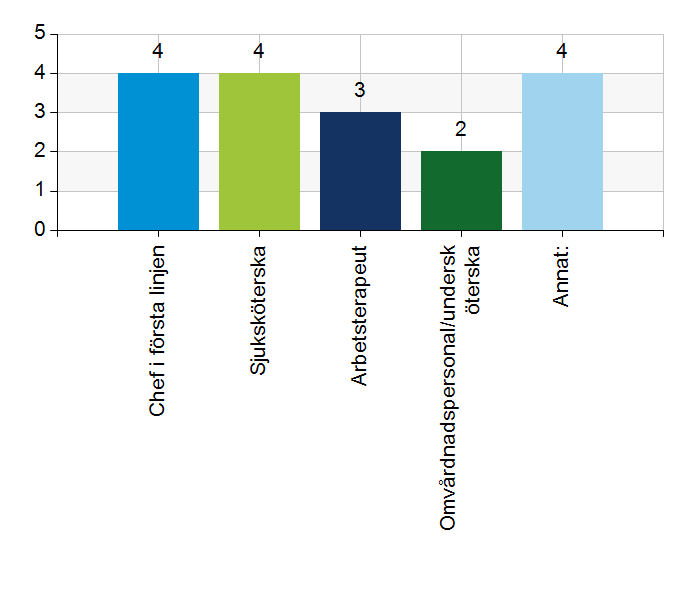 5
4
3
2
1
0
4
4
3
2
4
Chef i första linjen
Sjuksköterska
Arbetsterapeut
Omvårdnadspersonal/undersk
öterska
Annat: